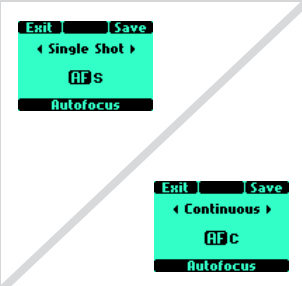 Exit Save
Single Shot
AF S
Autofocus
Exit Save
Continuous
AF C
Autofocus